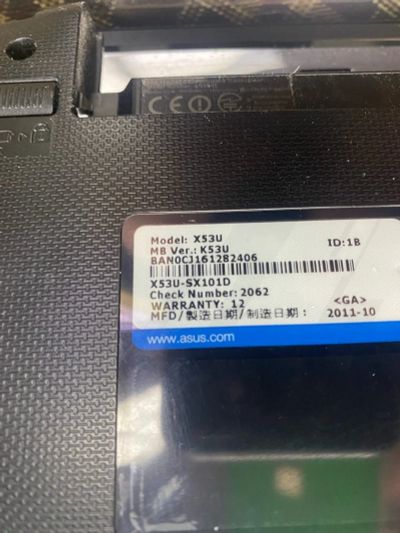 CE
Model: X53U
ID:1B
MB Ver.: K53U
BAN0CJ161282406
X53U-SX101D
Check Number: 2062
<GA>
WARRANTY: 12
MFD/製造日期/制造日期: 2011-10
www.asus.com